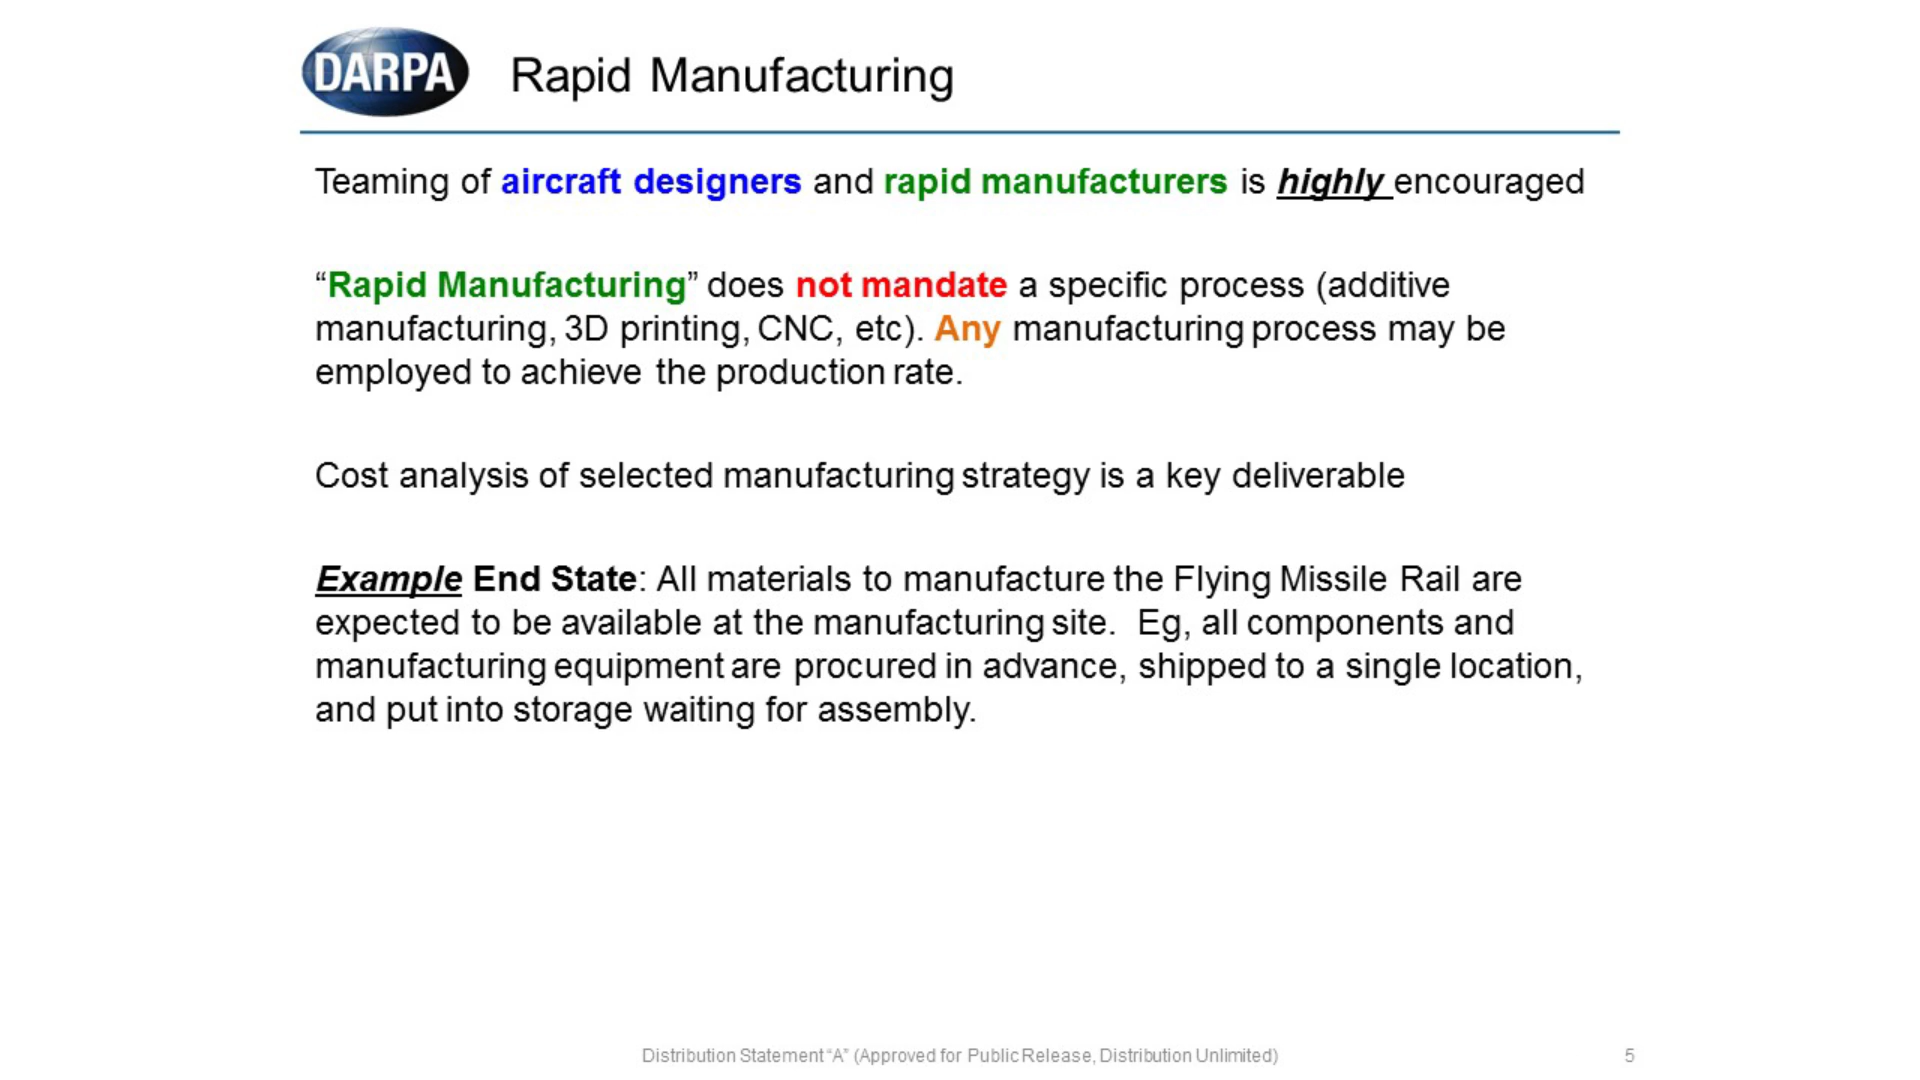 DARPA
Rapid Manufacturing
Teaming of aircraft designers and rapid manufacturers is highly encouraged
“Rapid Manufacturing” does not mandate a specific process (additive
manufacturing, 3D printing, CNC, etc). Any manufacturing process may be
employed to achieve the production rate.
Cost analysis of selected manufacturing strategy is a key deliverable
Example End State: All materials to manufacture the Flying Missile Rail are
expected to be available at the manufacturing site.  Eg, all components and
manufacturing equipment are procured in advance, shipped to a single location,
and put into storage waiting for assembly.
Distribution Statement “A” (Approved for Public Release, Distribution Unlimited)
5